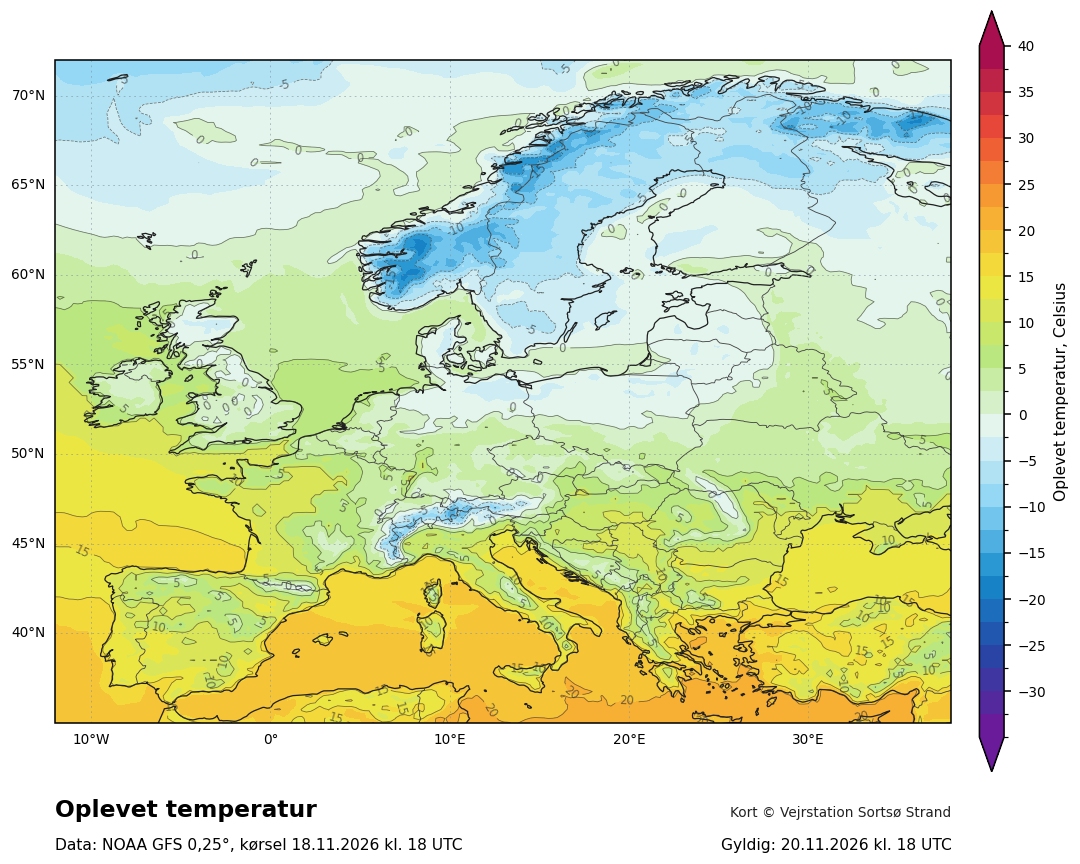 40
35
30
25
20
15
10
5
0
−5
−10
−15
−20
−25
−30
Oplevet temperatur, Celsius
70°N
65°N
60°N
55°N
50°N
45°N
40°N
10°W
0°
10°E
20°E
30°E
Oplevet temperatur
Kort © Vejrstation Sortsø Strand
Data: NOAA GFS 0,25°, kørsel 18.11.2026 kl. 18 UTC
Gyldig: 20.11.2026 kl. 18 UTC